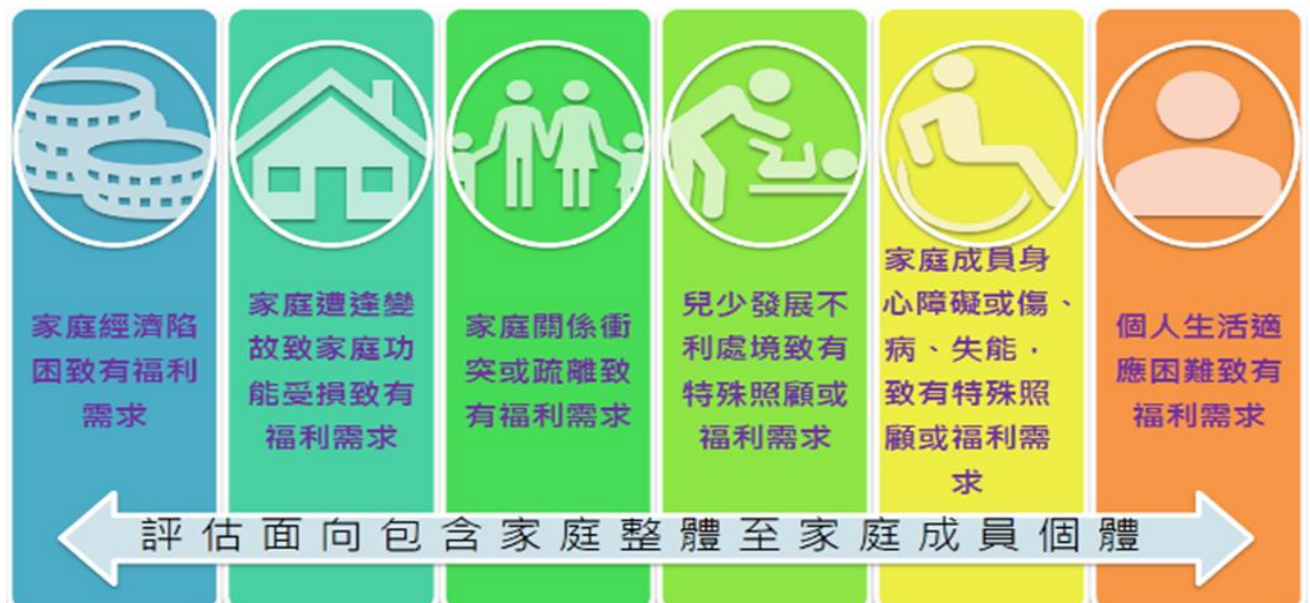 家庭經濟陷
困致有福利
需求
家庭遭逢變
故致家庭功
能受損致有
福利需求
家庭關係衝
突或疏離致
有福利需求
兒少發展不
利處境致有
特殊照顧或
福利需求
家庭成員身
心障礙或傷、
病、失能，
致有特殊照
顧或福利需
求
個人生活適
應困難致有
福利需求
評估面向包含家庭整體至家庭成員個體